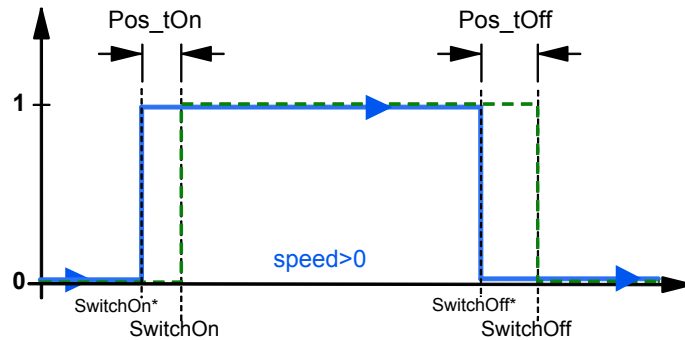 Pos_tOn Pos_tOff
1
speed>0
0
SwitchOn* SwitchOff*
SwitchOn SwitchOff